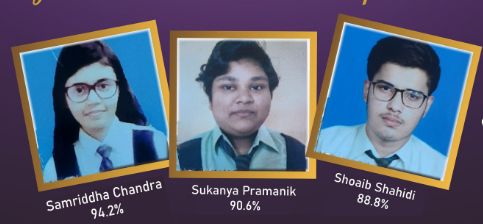 Samriddha Chandra
94.2%
Sukanya Pramanik
90.6%
Shoaib Shahidi
88.8%